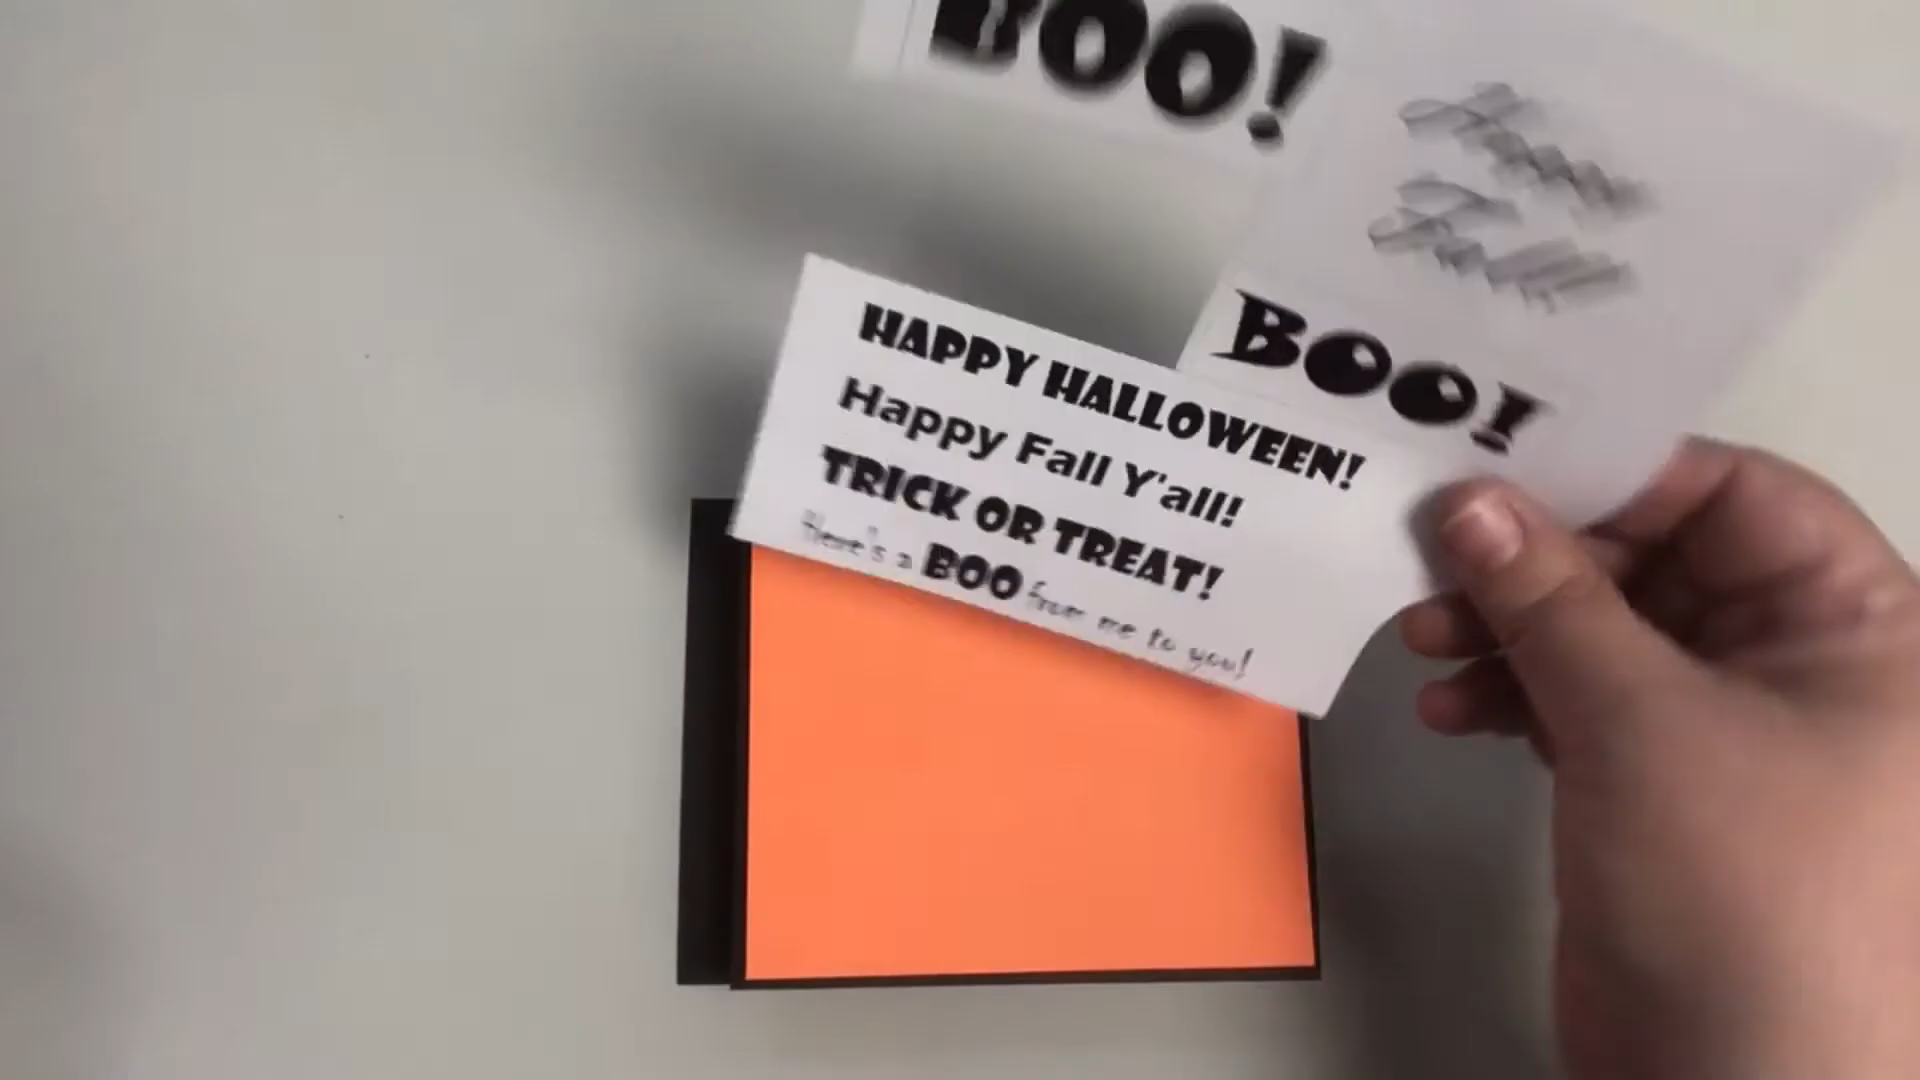 BOO!
BOO!
HAPPY HALLOWEEN!
Happy Fall Y'all!
TRICK OR TREAT!
Here's a BOO from me to you!